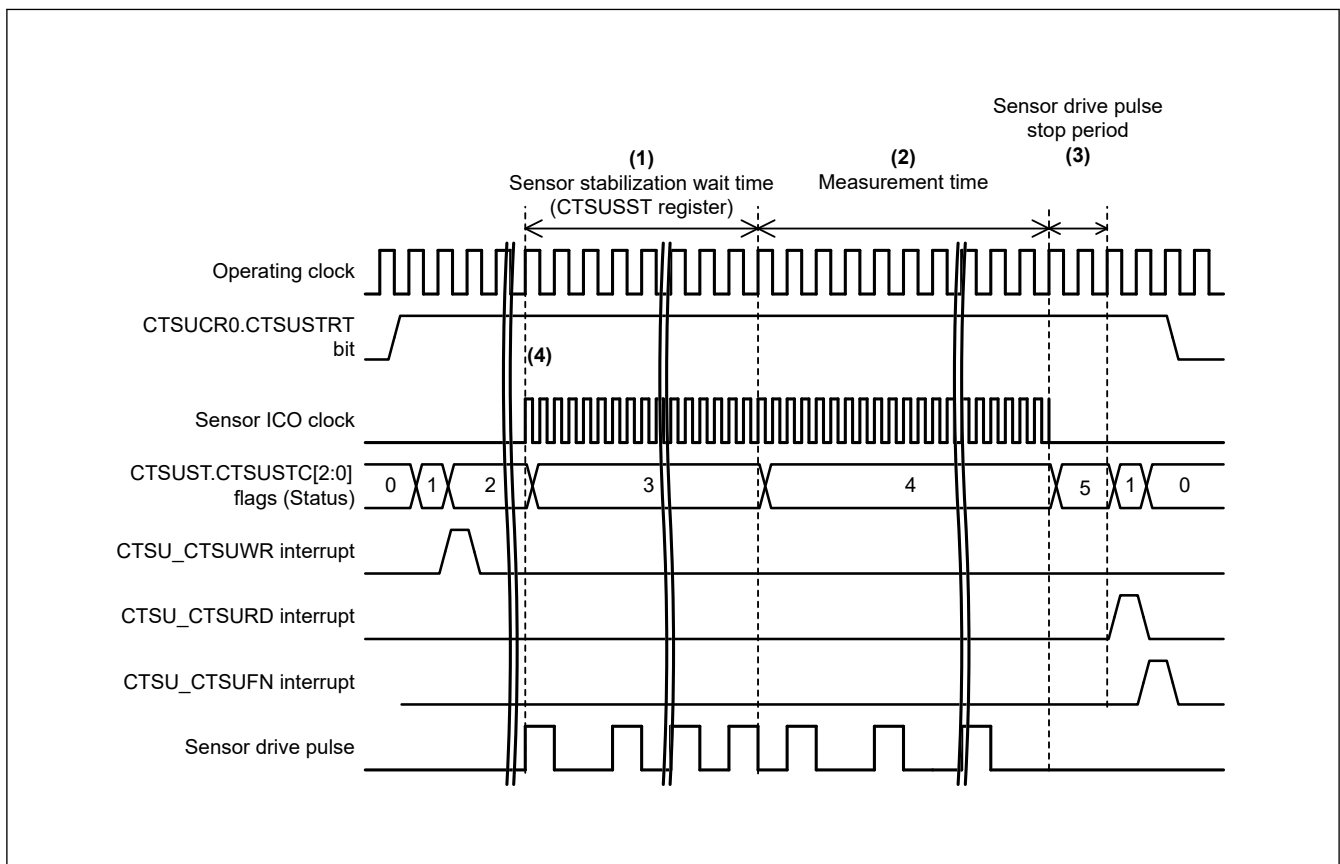 Sensor drive pulse
stop period
(3)
(1)
Sensor stabilization wait time
(CTSUSST register)
(2)
Measurement time
Operating clock
CTSUCR0.CTSUSTRT
bit
(4)
Sensor ICO clock
CTSUST.CTSUSTC[2:0]
flags (Status)
0 1 2 3 4 5 1 0
CTSU_CTSUWR interrupt
CTSU_CTSURD interrupt
CTSU_CTSUFN interrupt
Sensor drive pulse